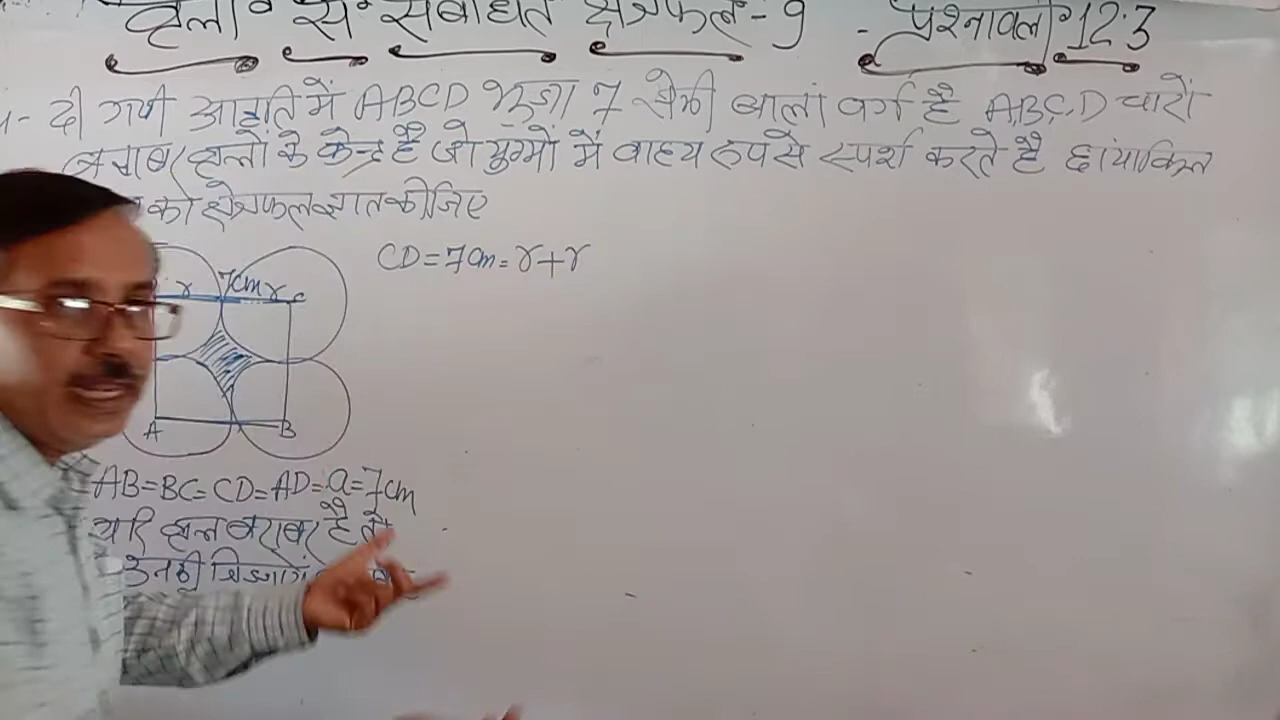 वृत्तों से संबंधित क्षेत्रफल - 9 - प्रश्नावली 12.3
दी गयी आकृति में ABCD भुजा 7 सेमी वाला वर्ग है A,B,C,D चारों
बराबर वृत्तों के केन्द्र है जो युग्मों में वाह्य रूप से स्पर्श करते है छायांकित
का क्षेत्रफल ज्ञात कीजिए
CD = 7cm = r + r
r 7cm r C
A B
AB = BC = CD = AD = a = 7cm
यदि वृत्त बराबर है तो
उनकी त्रिज्यायें